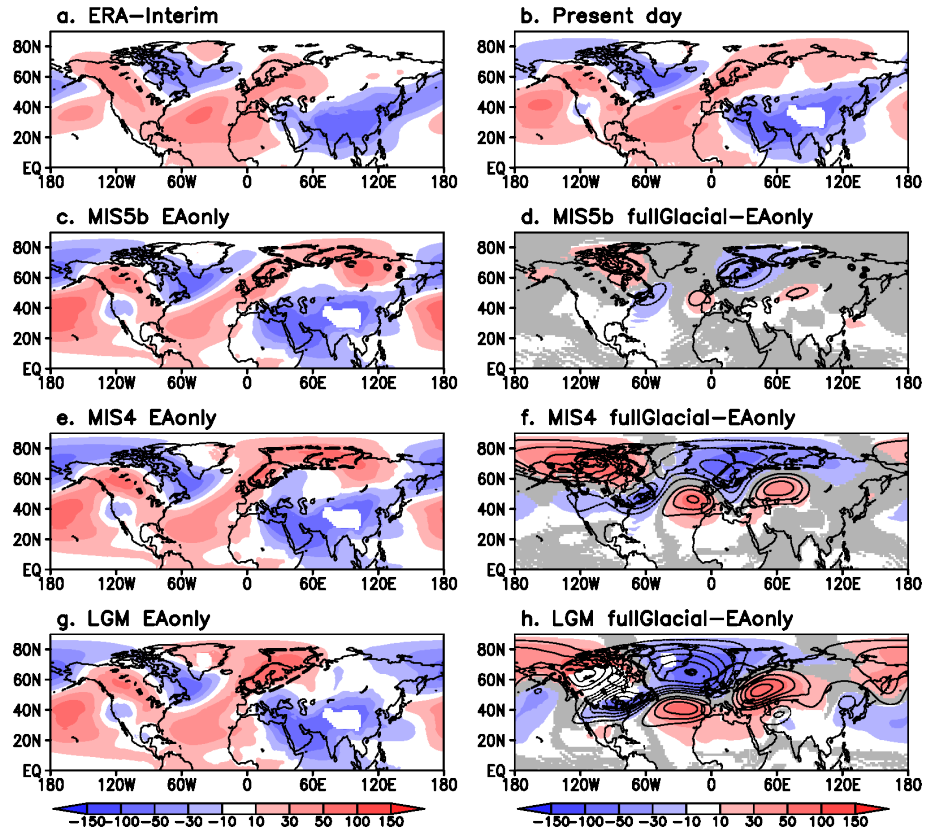 a. ERA-Interim
b. Present day
80N
60N
40N
20N
EQ
180 120W 60W 0 60E 120E 180
80N
60N
40N
20N
EQ
180 120W 60W 0 60E 120E 180
c. MIS5b EAonly
d. MIS5b fullGlacial-EAonly
80N
60N
40N
20N
EQ
180 120W 60W 0 60E 120E 180
80N
60N
40N
20N
EQ
180 120W 60W 0 60E 120E 180
e. MIS4 EAonly
f. MIS4 fullGlacial-EAonly
80N
60N
40N
20N
EQ
180 120W 60W 0 60E 120E 180
80N
60N
40N
20N
EQ
180 120W 60W 0 60E 120E 180
g. LGM EAonly
h. LGM fullGlacial-EAonly
80N
60N
40N
20N
EQ
180 120W 60W 0 60E 120E 180
80N
60N
40N
20N
EQ
180 120W 60W 0 60E 120E 180
-150 -100 -50 -30 -10 10 30 50 100 150
-150 -100 -50 -30 -10 10 30 50 100 150